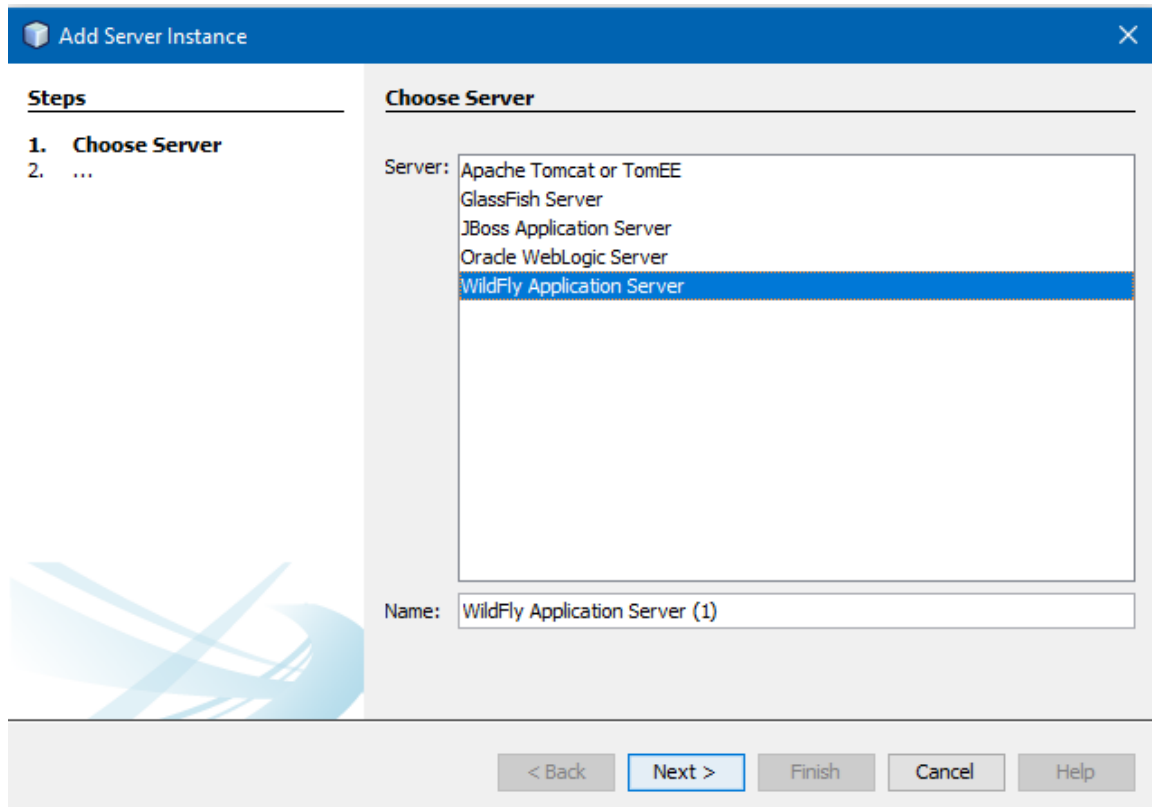 Add Server Instance
Steps
1. Choose Server
2. ...
Choose Server
Server:
Apache Tomcat or TomEE
GlassFish Server
JBoss Application Server
Oracle WebLogic Server
WildFly Application Server
Name: WildFly Application Server (1)
< Back Next > Finish Cancel Help